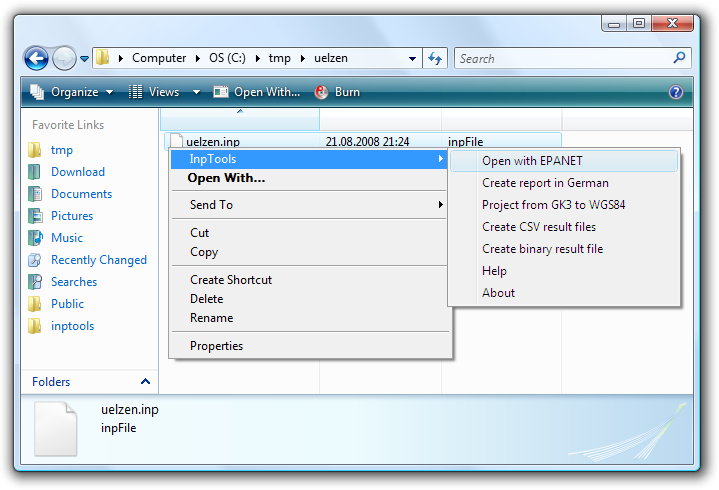 Computer OS (C:) tmp uelzen
Search
Organize Views Open With... Burn
Favorite Links
tmp
Download
Documents
Pictures
Music
Recently Changed
Searches
Public
inptools
Folders
uelzen.inp 21.08.2008 21:24 inpFile
InpTools
Open With...
Send To
Cut
Copy
Create Shortcut
Delete
Rename
Properties
Open with EPANET
Create report in German
Project from GK3 to WGS84
Create CSV result files
Create binary result file
Help
About
uelzen.inp
inpFile